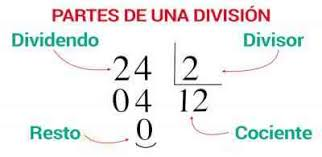 PARTES DE UNA DIVISIÓN
Dividendo Divisor
24 2
04 12
0
Resto Cociente